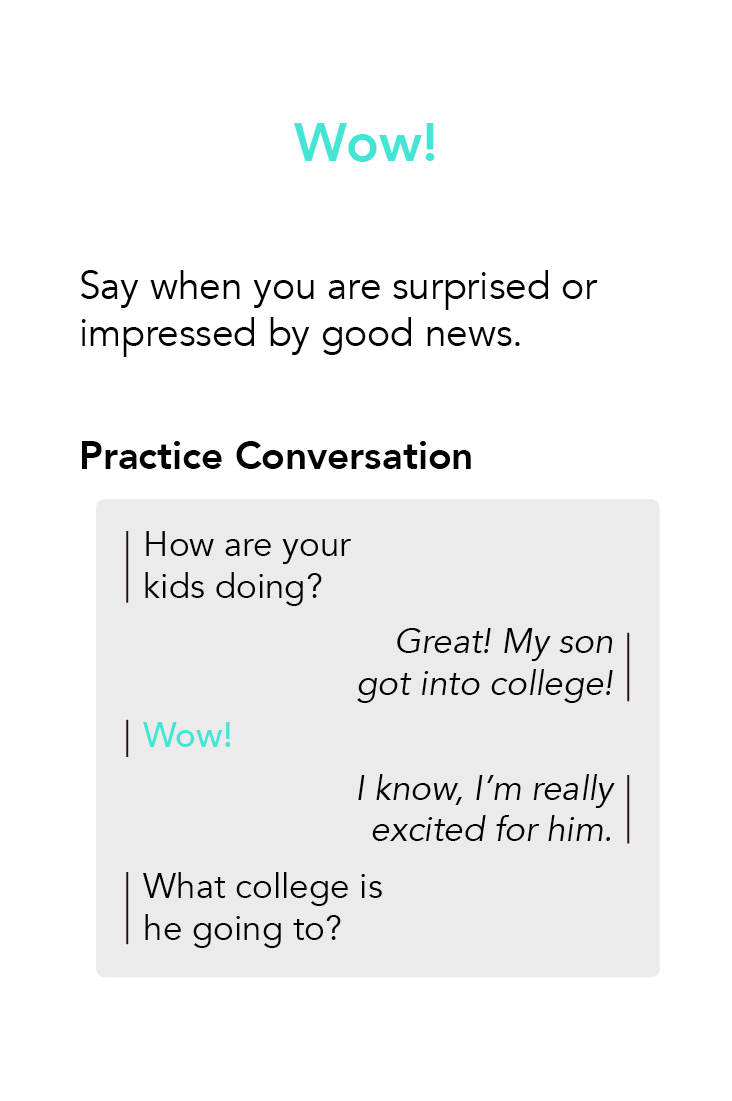 Wow!
Say when you are surprised or
impressed by good news.
Practice Conversation
How are your
kids doing?
Great! My son
got into college!
Wow!
I know, I’m really
excited for him.
What college is
he going to?